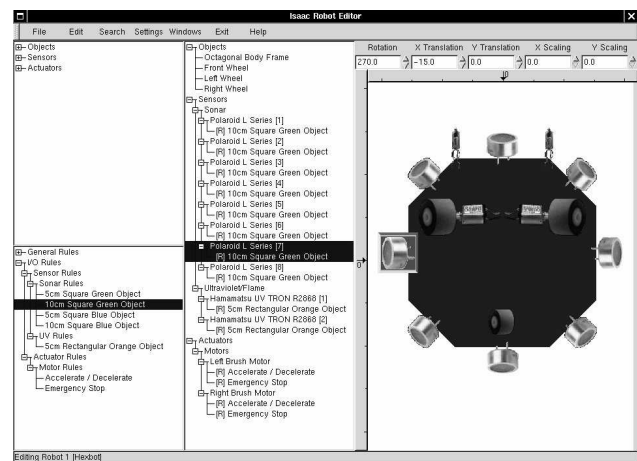 Isaac Robot Editor
File Edit Search Settings Windows Exit Help
Objects
Sensors
Actuators
General Rules
I/O Rules
Sensor Rules
Sonar Rules
5cm Square Green Object
10cm Square Green Object
5cm Square Blue Object
10cm Square Blue Object
UV Rules
5cm Rectangular Orange Object
Actuator Rules
Motor Rules
Accelerate / Decelerate
Emergency Stop
Objects
Octagonal Body Frame
Front Wheel
Left Wheel
Right Wheel
Sensors
Sonar
Polaroid L Series [1]
[R] 10cm Square Green Object
Polaroid L Series [2]
[R] 10cm Square Green Object
Polaroid L Series [3]
[R] 10cm Square Green Object
Polaroid L Series [4]
[R] 10cm Square Green Object
Polaroid L Series [5]
[R] 10cm Square Green Object
Polaroid L Series [6]
[R] 10cm Square Green Object
Polaroid L Series [7]
[R] 10cm Square Green Object
Polaroid L Series [8]
[R] 10cm Square Green Object
Ultraviolet/Flame
Hamamatsu UV TRON R2868 [1]
[R] 5cm Rectangular Orange Object
Hamamatsu UV TRON R2868 [2]
[R] 5cm Rectangular Orange Object
Actuators
Motors
Left Brush Motor
[R] Accelerate / Decelerate
[R] Emergency Stop
Right Brush Motor
[R] Accelerate / Decelerate
[R] Emergency Stop
Rotation X Translation Y Translation X Scaling Y Scaling
270.0 -15.0 0.0 0.0 0.0
0
0
Editing Robot 1 [Hexbot]